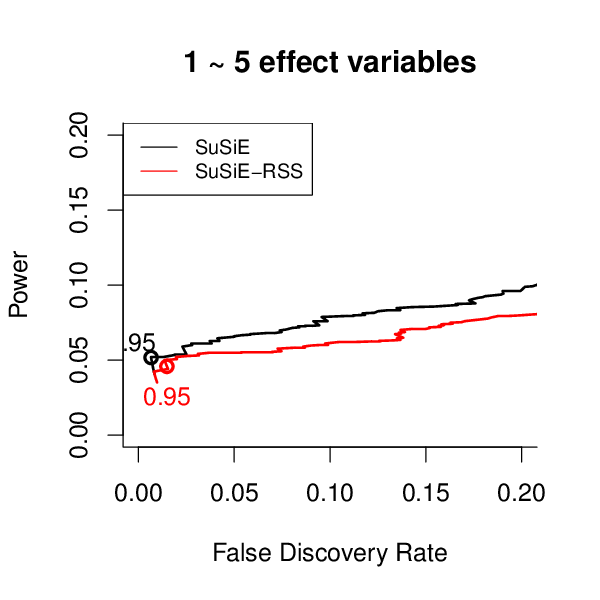 1 ~ 5 effect variables
SuSiE
SuSiE−RSS
0.20
0.15
0.10
0.05
0.00
Power
.95
0.95
0.00 0.05 0.10 0.15 0.20
False Discovery Rate